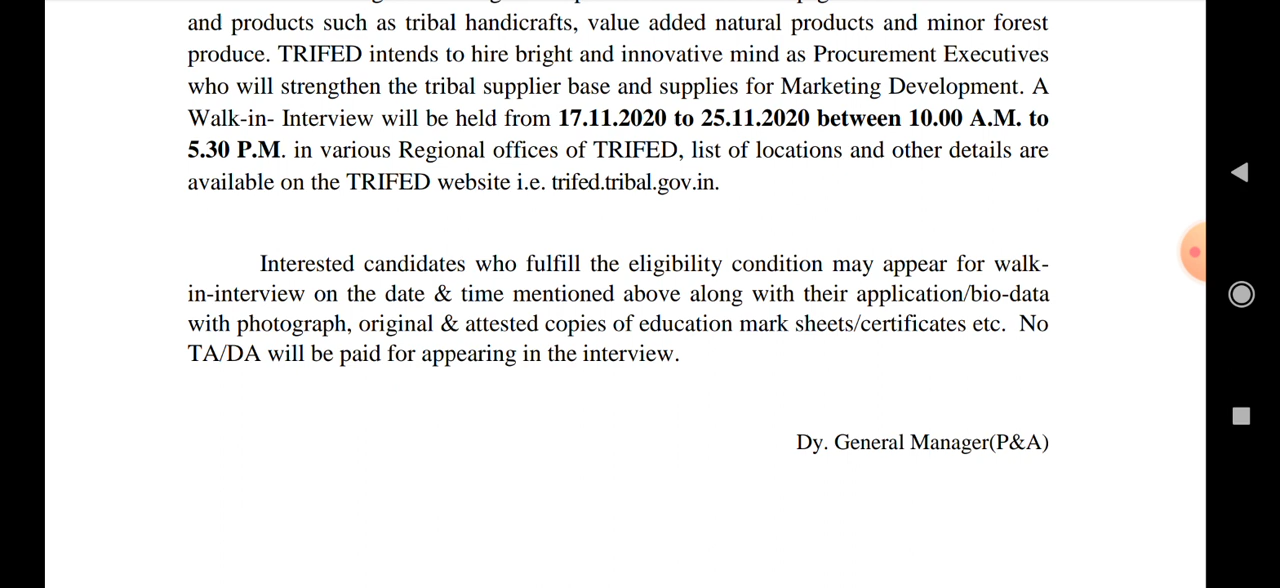 and products such as tribal handicrafts, value added natural products and minor forest
produce. TRIFED intends to hire bright and innovative mind as Procurement Executives
who will strengthen the tribal supplier base and supplies for Marketing Development. A
Walk-in- Interview will be held from 17.11.2020 to 25.11.2020 between 10.00 A.M. to
5.30 P.M. in various Regional offices of TRIFED, list of locations and other details are
available on the TRIFED website i.e. trifed.tribal.gov.in.
Interested candidates who fulfill the eligibility condition may appear for walk-
in-interview on the date & time mentioned above along with their application/bio-data
with photograph, original & attested copies of education mark sheets/certificates etc. No
TA/DA will be paid for appearing in the interview.
Dy. General Manager(P&A)